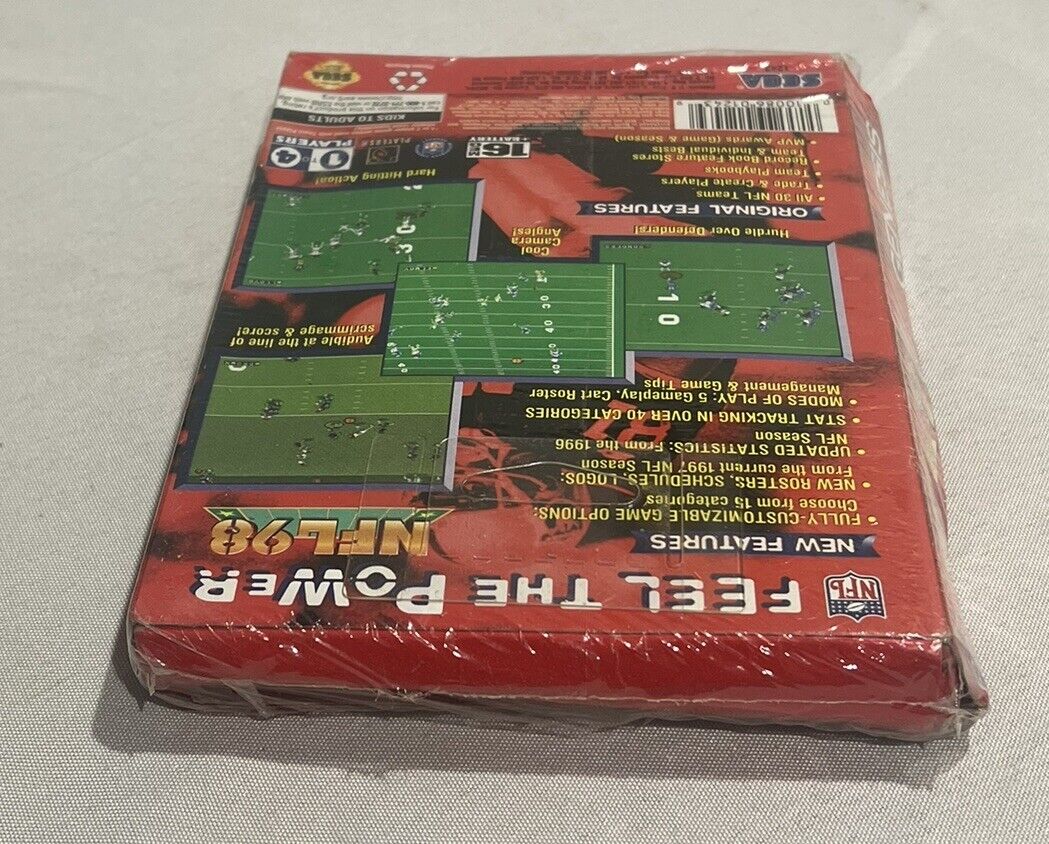 NFL
FEEL THE POWER
NFL 98
NEW FEATURES
• FULLY-CUSTOMIZABLE GAME OPTIONS:
Choose from 15 categories
• NEW ROSTERS, SCHEDULES, LOGOS:
From the current 1997 NFL Season
• UPDATED STATISTICS: From the 1996
NFL Season
• STAT TRACKING IN OVER 40 CATEGORIES
• MODES OF PLAY: 5 Gameplay, Cart Roster
Management & Game Tips
Audible at the line of
scrimmage & score!
Hurdle Over Defenders!
Cool
Camera
Angles!
Hard Hitting Action!
ORIGINAL FEATURES
• All 30 NFL Teams
• Trade & Create Players
Team Playbooks
• Record Book Feature Stores
Team & Individual Bests
• MVP Awards (Game & Season)
16
+ BATTERY
PLAYERS
1 TO 4
PLAYERS
KIDS TO ADULTS
SEGA
SEGA